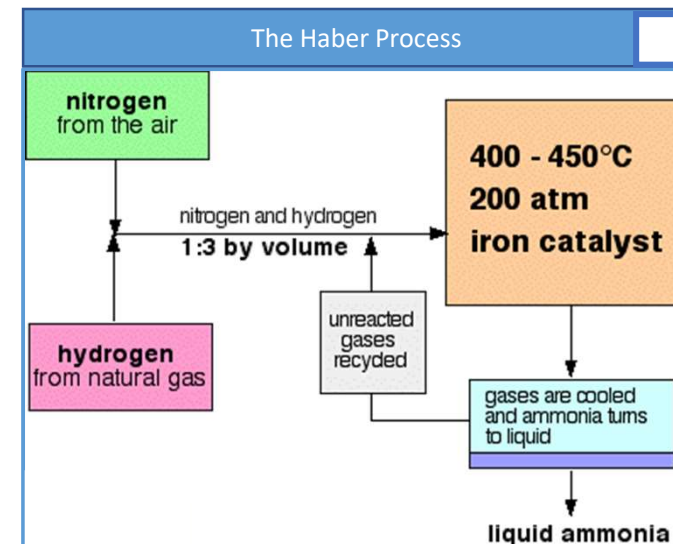 The Haber Process
nitrogen
from the air
nitrogen and hydrogen
1:3 by volume
400 - 450°C
200 atm
iron catalyst
hydrogen
from natural gas
unreacted
gases
recycled
gases are cooled
and ammonia turns
to liquid
liquid ammonia